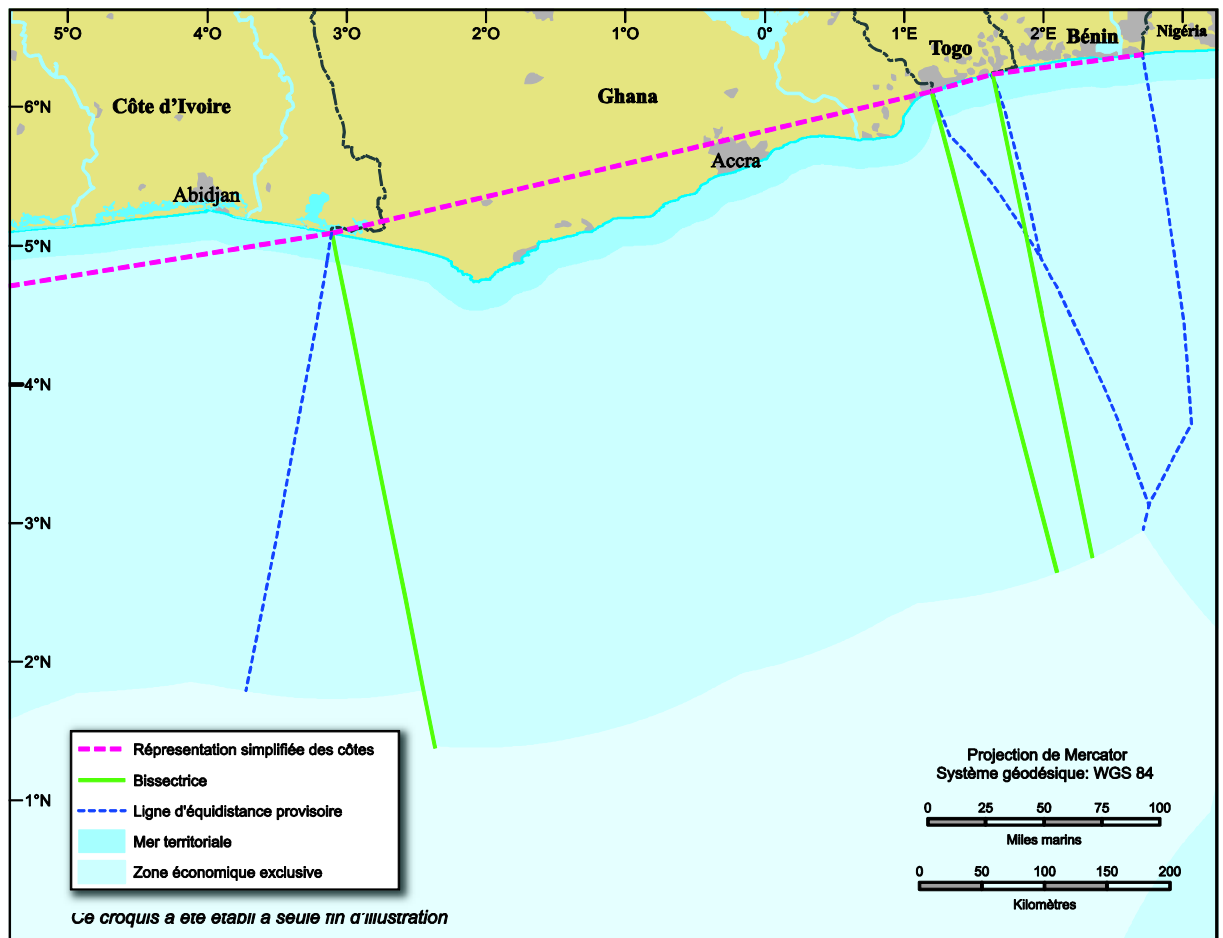 5°O 4°O 3°O 2°O 1°O 0° 1°E 2°E
Togo Bénin Nigéria
6°N
Côte d'Ivoire
Ghana
Accra
Abidjan
5°N
4°N
3°N
2°N
1°N
Répresentation simplifiée des côtes
Bissectrice
Ligne d'équidistance provisoire
Mer territoriale
Zone économique exclusive
Projection de Mercator
Système géodésique: WGS 84
0 25 50 75 100
Miles marins
0 50 100 150 200
Kilomètres
Ce croquis a été établi à seule fin d'illustration